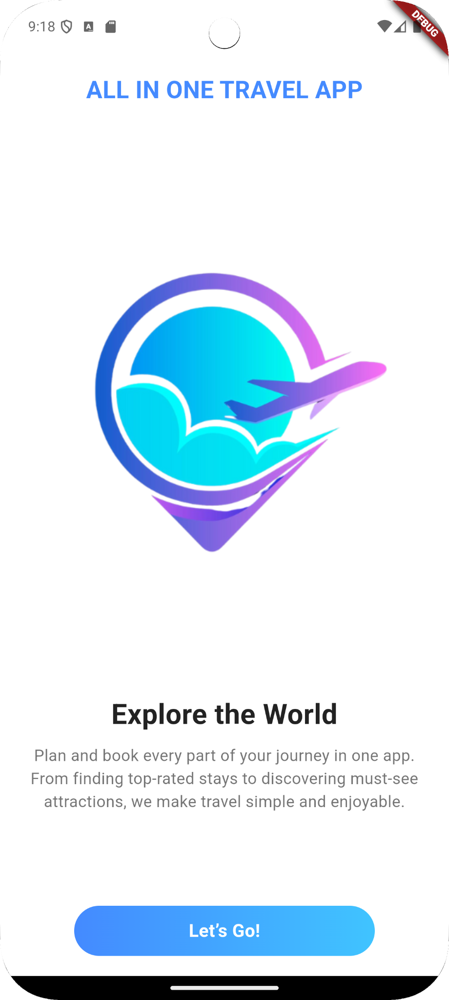 9:18
A
DEBUG
ALL IN ONE TRAVEL APP
Explore the World
Plan and book every part of your journey in one app.
From finding top-rated stays to discovering must-see
attractions, we make travel simple and enjoyable.
Let’s Go!